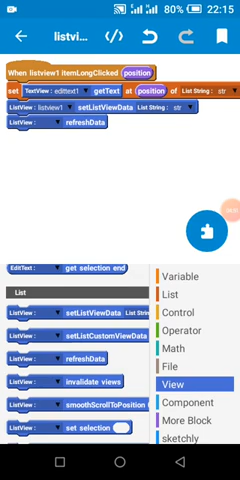 80% 22:15
listvi...
When listview1 itemLongClicked position
set TextView : edittext1 getText at position of List String : str
ListView : listview1 setListViewData List String : str
ListView : refreshData
EditText : get selection end
List
ListView : setListViewData List Strin
ListView : setListCustomViewData
ListView : refreshData
ListView : invalidate views
ListView : smoothScrollToPosition
ListView : set selection
Variable
List
Control
Operator
Math
File
View
Component
More Block
sketchly